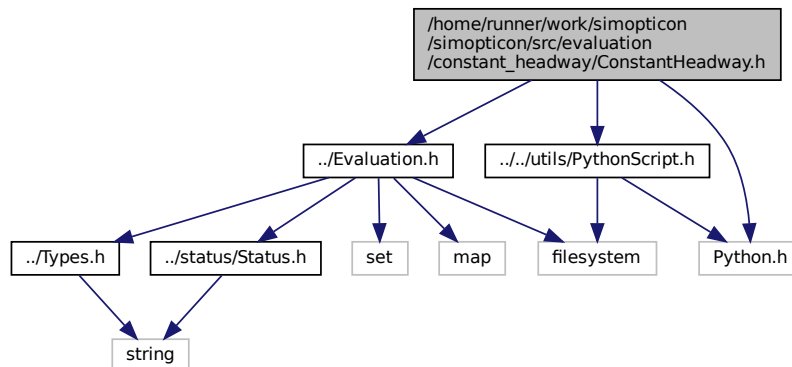 /home/runner/work/simopticon
/simopticon/src/evaluation
/constant_headway/ConstantHeadway.h
../Evaluation.h
../../utils/PythonScript.h
../Types.h
../status/Status.h
set
map
filesystem
Python.h
string